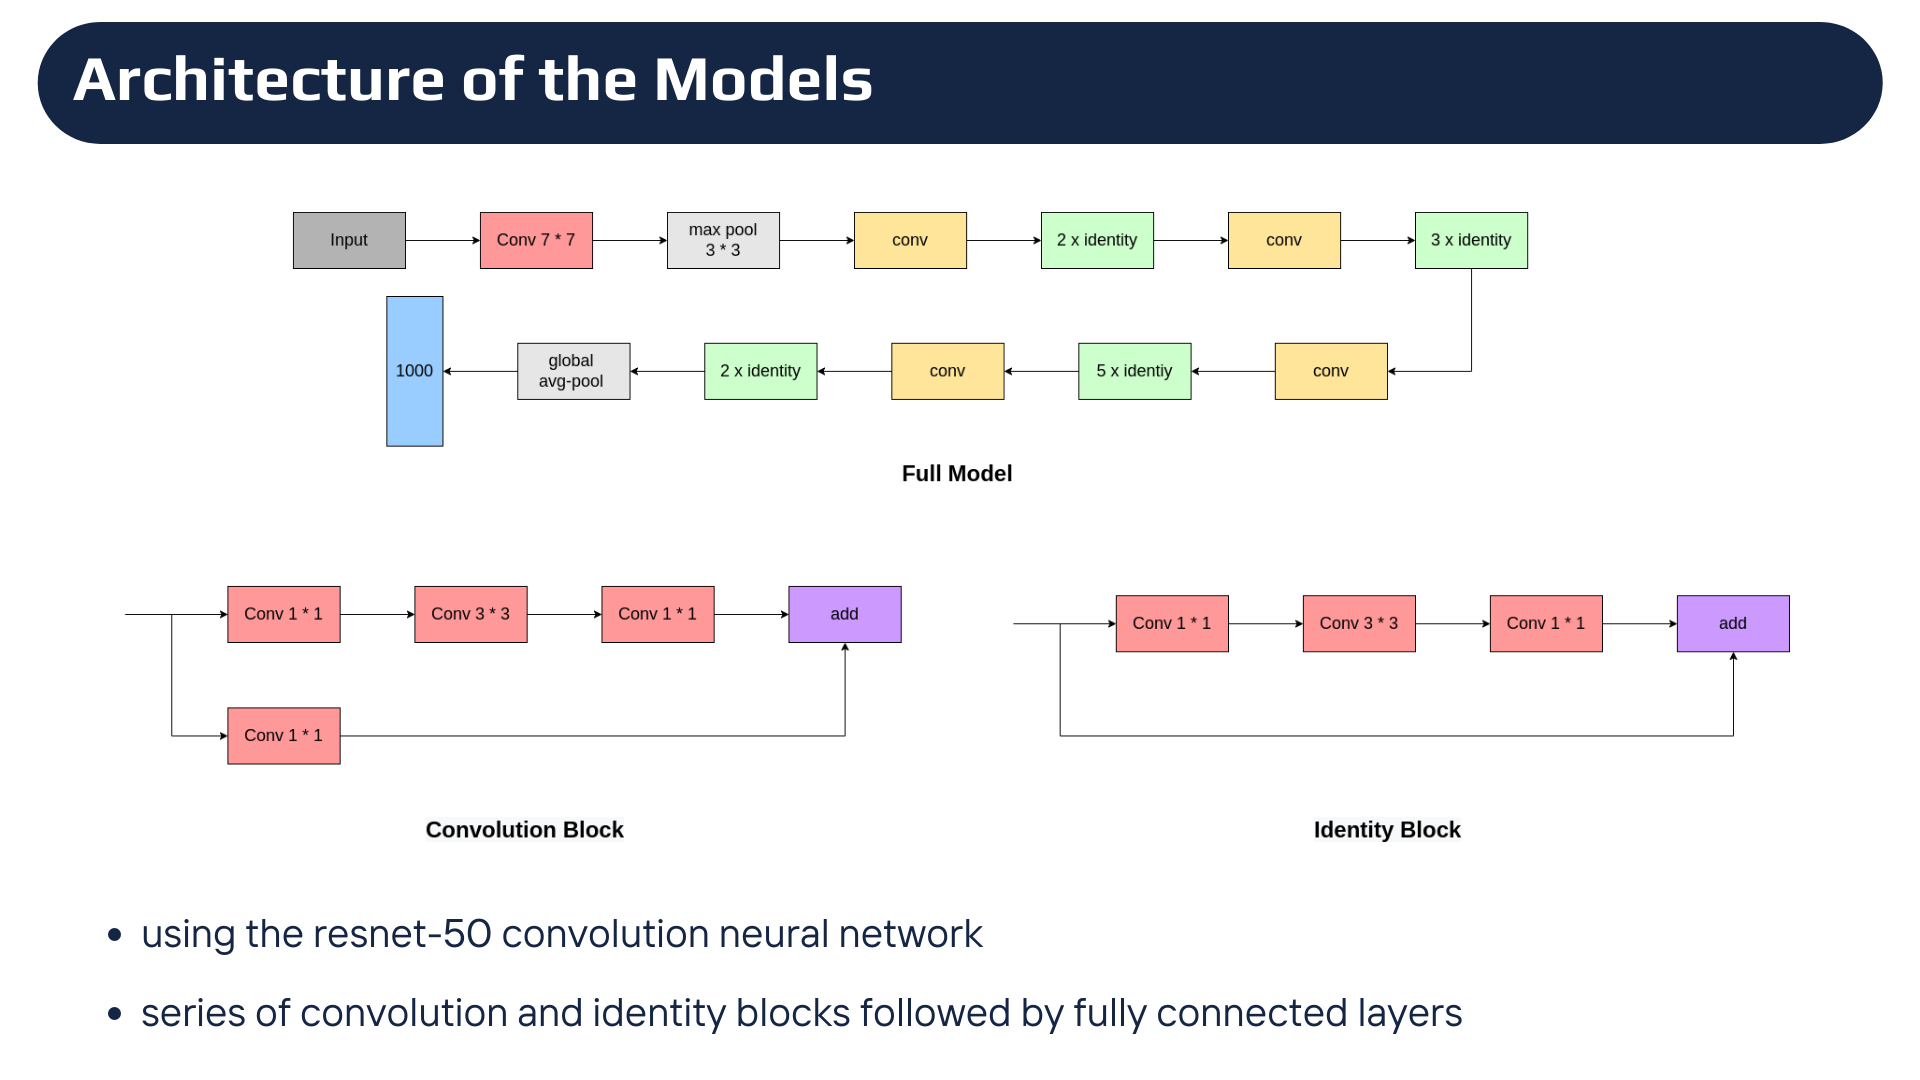 Architecture of the Models
Input
Conv 7 * 7
max pool
3 * 3
conv
2 x identity
conv
3 x identity
1000
global
avg-pool
2 x identity
conv
5 x identiy
conv
Full Model
Conv 1 * 1
Conv 3 * 3
Conv 1 * 1
add
Conv 1 * 1
Convolution Block
Conv 1 * 1
Conv 3 * 3
Conv 1 * 1
add
Identity Block
• using the resnet-50 convolution neural network
• series of convolution and identity blocks followed by fully connected layers